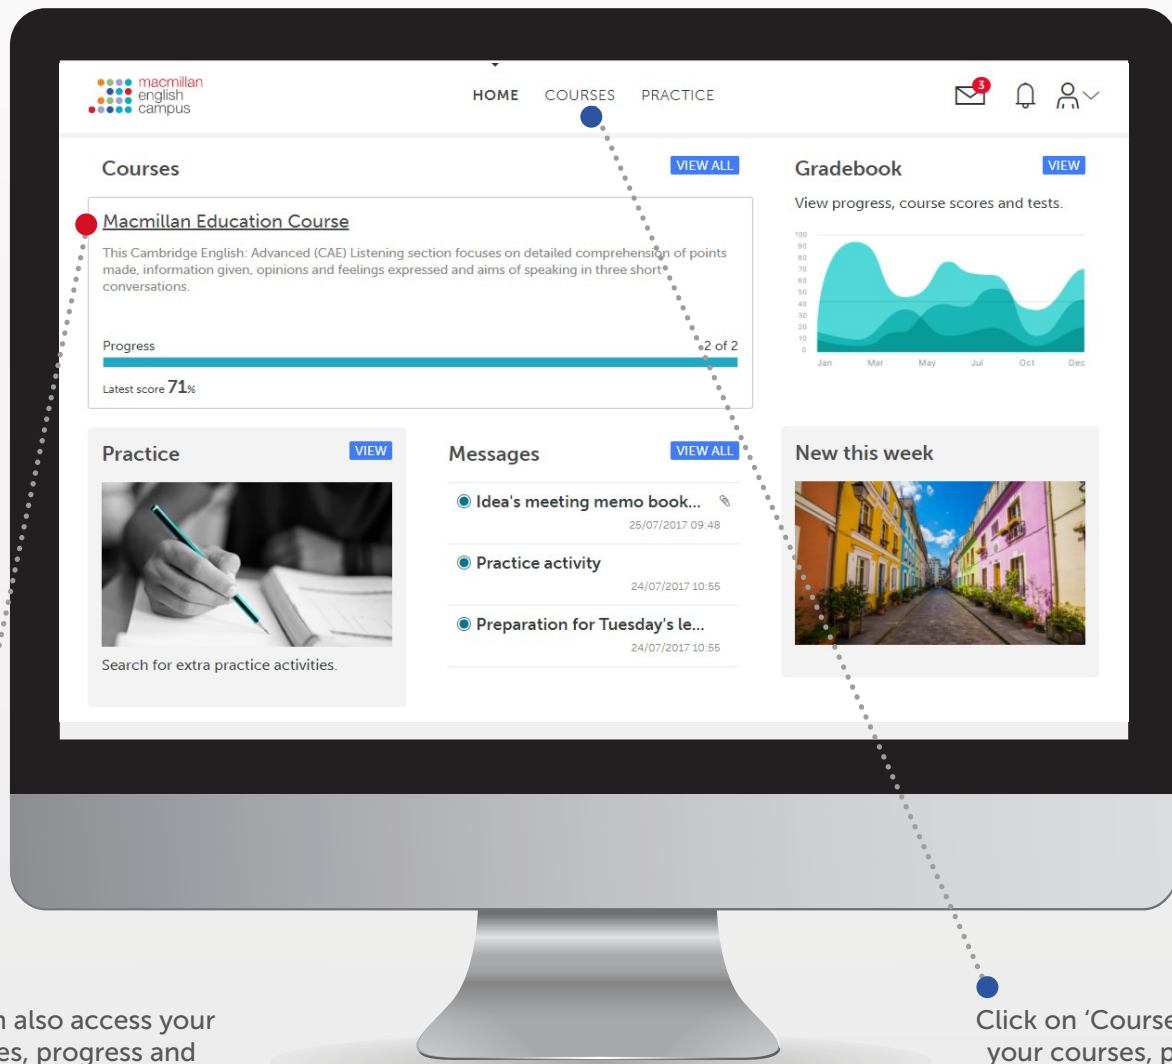 macmillan
english
campus
HOME COURSES PRACTICE
3
Courses
VIEW ALL
Macmillan Education Course
This Cambridge English: Advanced (CAE) Listening section focuses on detailed comprehension of points
made, information given, opinions and feelings expressed and aims of speaking in three short
conversations.
Progress
2 of 2
Latest score 71%
Gradebook
VIEW
View progress, course scores and tests.
100
90
80
70
60
50
40
30
20
10
0
Jan Mar May Jul Oct Dec
Practice
VIEW
Search for extra practice activities.
Messages
VIEW ALL
Idea's meeting memo book...
25/07/2017 09:48
Practice activity
24/07/2017 10:55
Preparation for Tuesday's le...
24/07/2017 10:55
New this week
also access your
progress and
Click on ‘Course
your courses, p